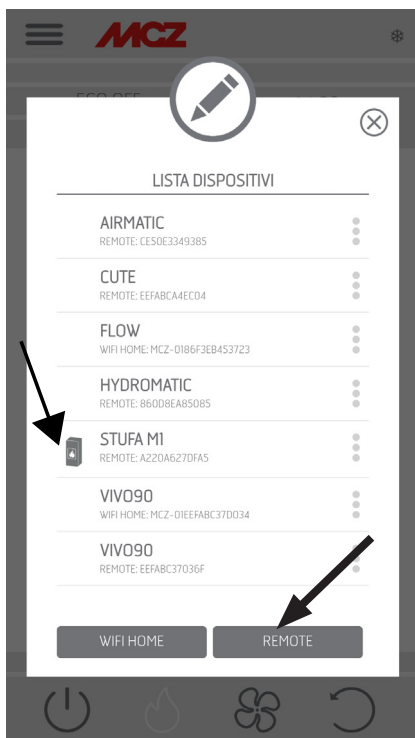 MCZ
LISTA DISPOSITIVI
AIRMATIC
REMOTE: CE50E3349385
CUTE
REMOTE: EEFABCA4EC04
FLOW
WIFI HOME: MCZ-0186F3EB453723
HYDROMATIC
REMOTE: 860D8EA85085
STUFA M1
REMOTE: A220A627DFA5
VIVO90
WIFI HOME: MCZ-01EEFABC37D034
VIVO90
REMOTE: EEFABC37036F
WIFI HOME
REMOTE